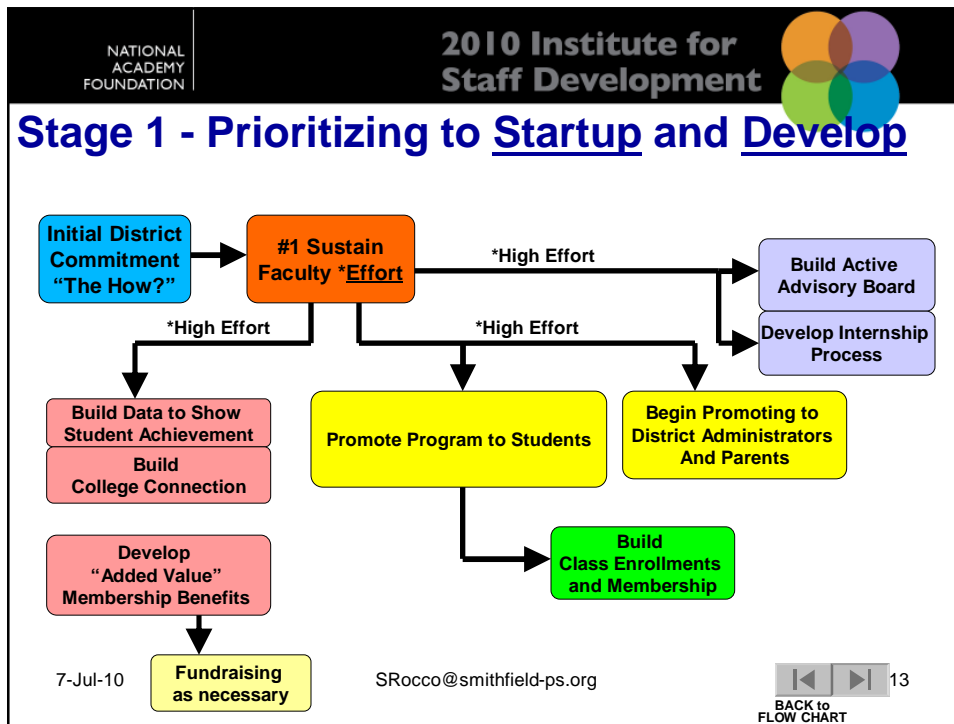 NATIONAL
ACADEMY
FOUNDATION
2010 Institute for
Staff Development
Stage 1 - Prioritizing to Startup and Develop
Initial District
Commitment
“The How?”
#1 Sustain
Faculty *Effort
*High Effort
Build Active
Advisory Board
Develop Internship
Process
*High Effort
*High Effort
Build Data to Show
Student Achievement
Build
College Connection
Promote Program to Students
Begin Promoting to
District Administrators
And Parents
Develop
“Added Value”
Membership Benefits
Build
Class Enrollments
and Membership
Fundraising
as necessary
7-Jul-10
SRocco@smithfield-ps.org
13
BACK to
FLOW CHART